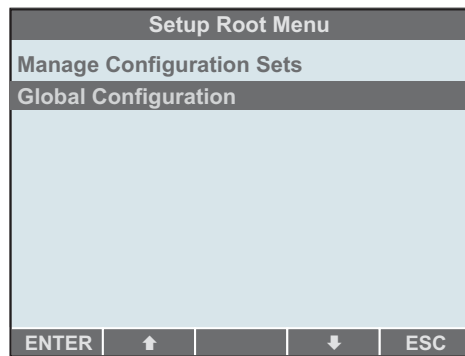 Setup Root Menu
Manage Configuration Sets
Global Configuration
ENTER ⬆ ⬇ ESC